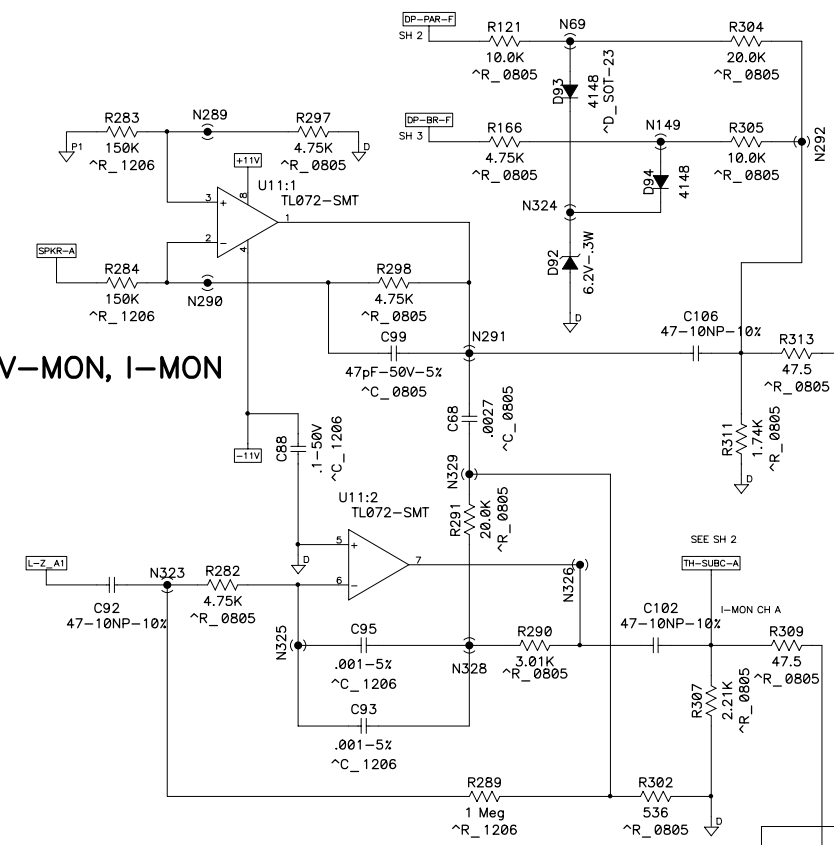 DP-PAR-F
SH 2
R121
10.0K
^R_0805
N69
R304
20.0K
^R_0805
D93
4148
^D_SOT-23
DP-BR-F
SH 3
R166
4.75K
^R_0805
N149
R305
10.0K
^R_0805
N292
D94
4148
N324
D92
6.2V-.3W
D
R283
150K
^R_1206
P1
N289
R297
4.75K
^R_0805
D
+11V
U11:1
TL072-SMT
3
+
8
1
2
-
4
SPKR-A
R284
150K
^R_1206
N290
R298
4.75K
^R_0805
C99
47pF-50V-5%
^C_0805
N291
C106
47-10NP-10%
R313
47.5
^R_0805
V-MON, I-MON
C68
.0027
^C_0805
R311
1.74K
^R_0805
D
-11V
C88
.1-50V
^C_1206
D
N329
R291
20.0K
^R_0805
U11:2
TL072-SMT
5
+
7
6
-
N326
SEE SH 2
TH-SUBC-A
L-Z_A1
C92
47-10NP-10%
N323
R282
4.75K
^R_0805
N325
C95
.001-5%
^C_1206
N328
R290
3.01K
^R_0805
C102
47-10NP-10%
I-MON CH A
R309
47.5
^R_0805
R307
2.21K
^R_0805
C93
.001-5%
^C_1206
R289
1 Meg
^R_1206
R302
536
^R_0805
D